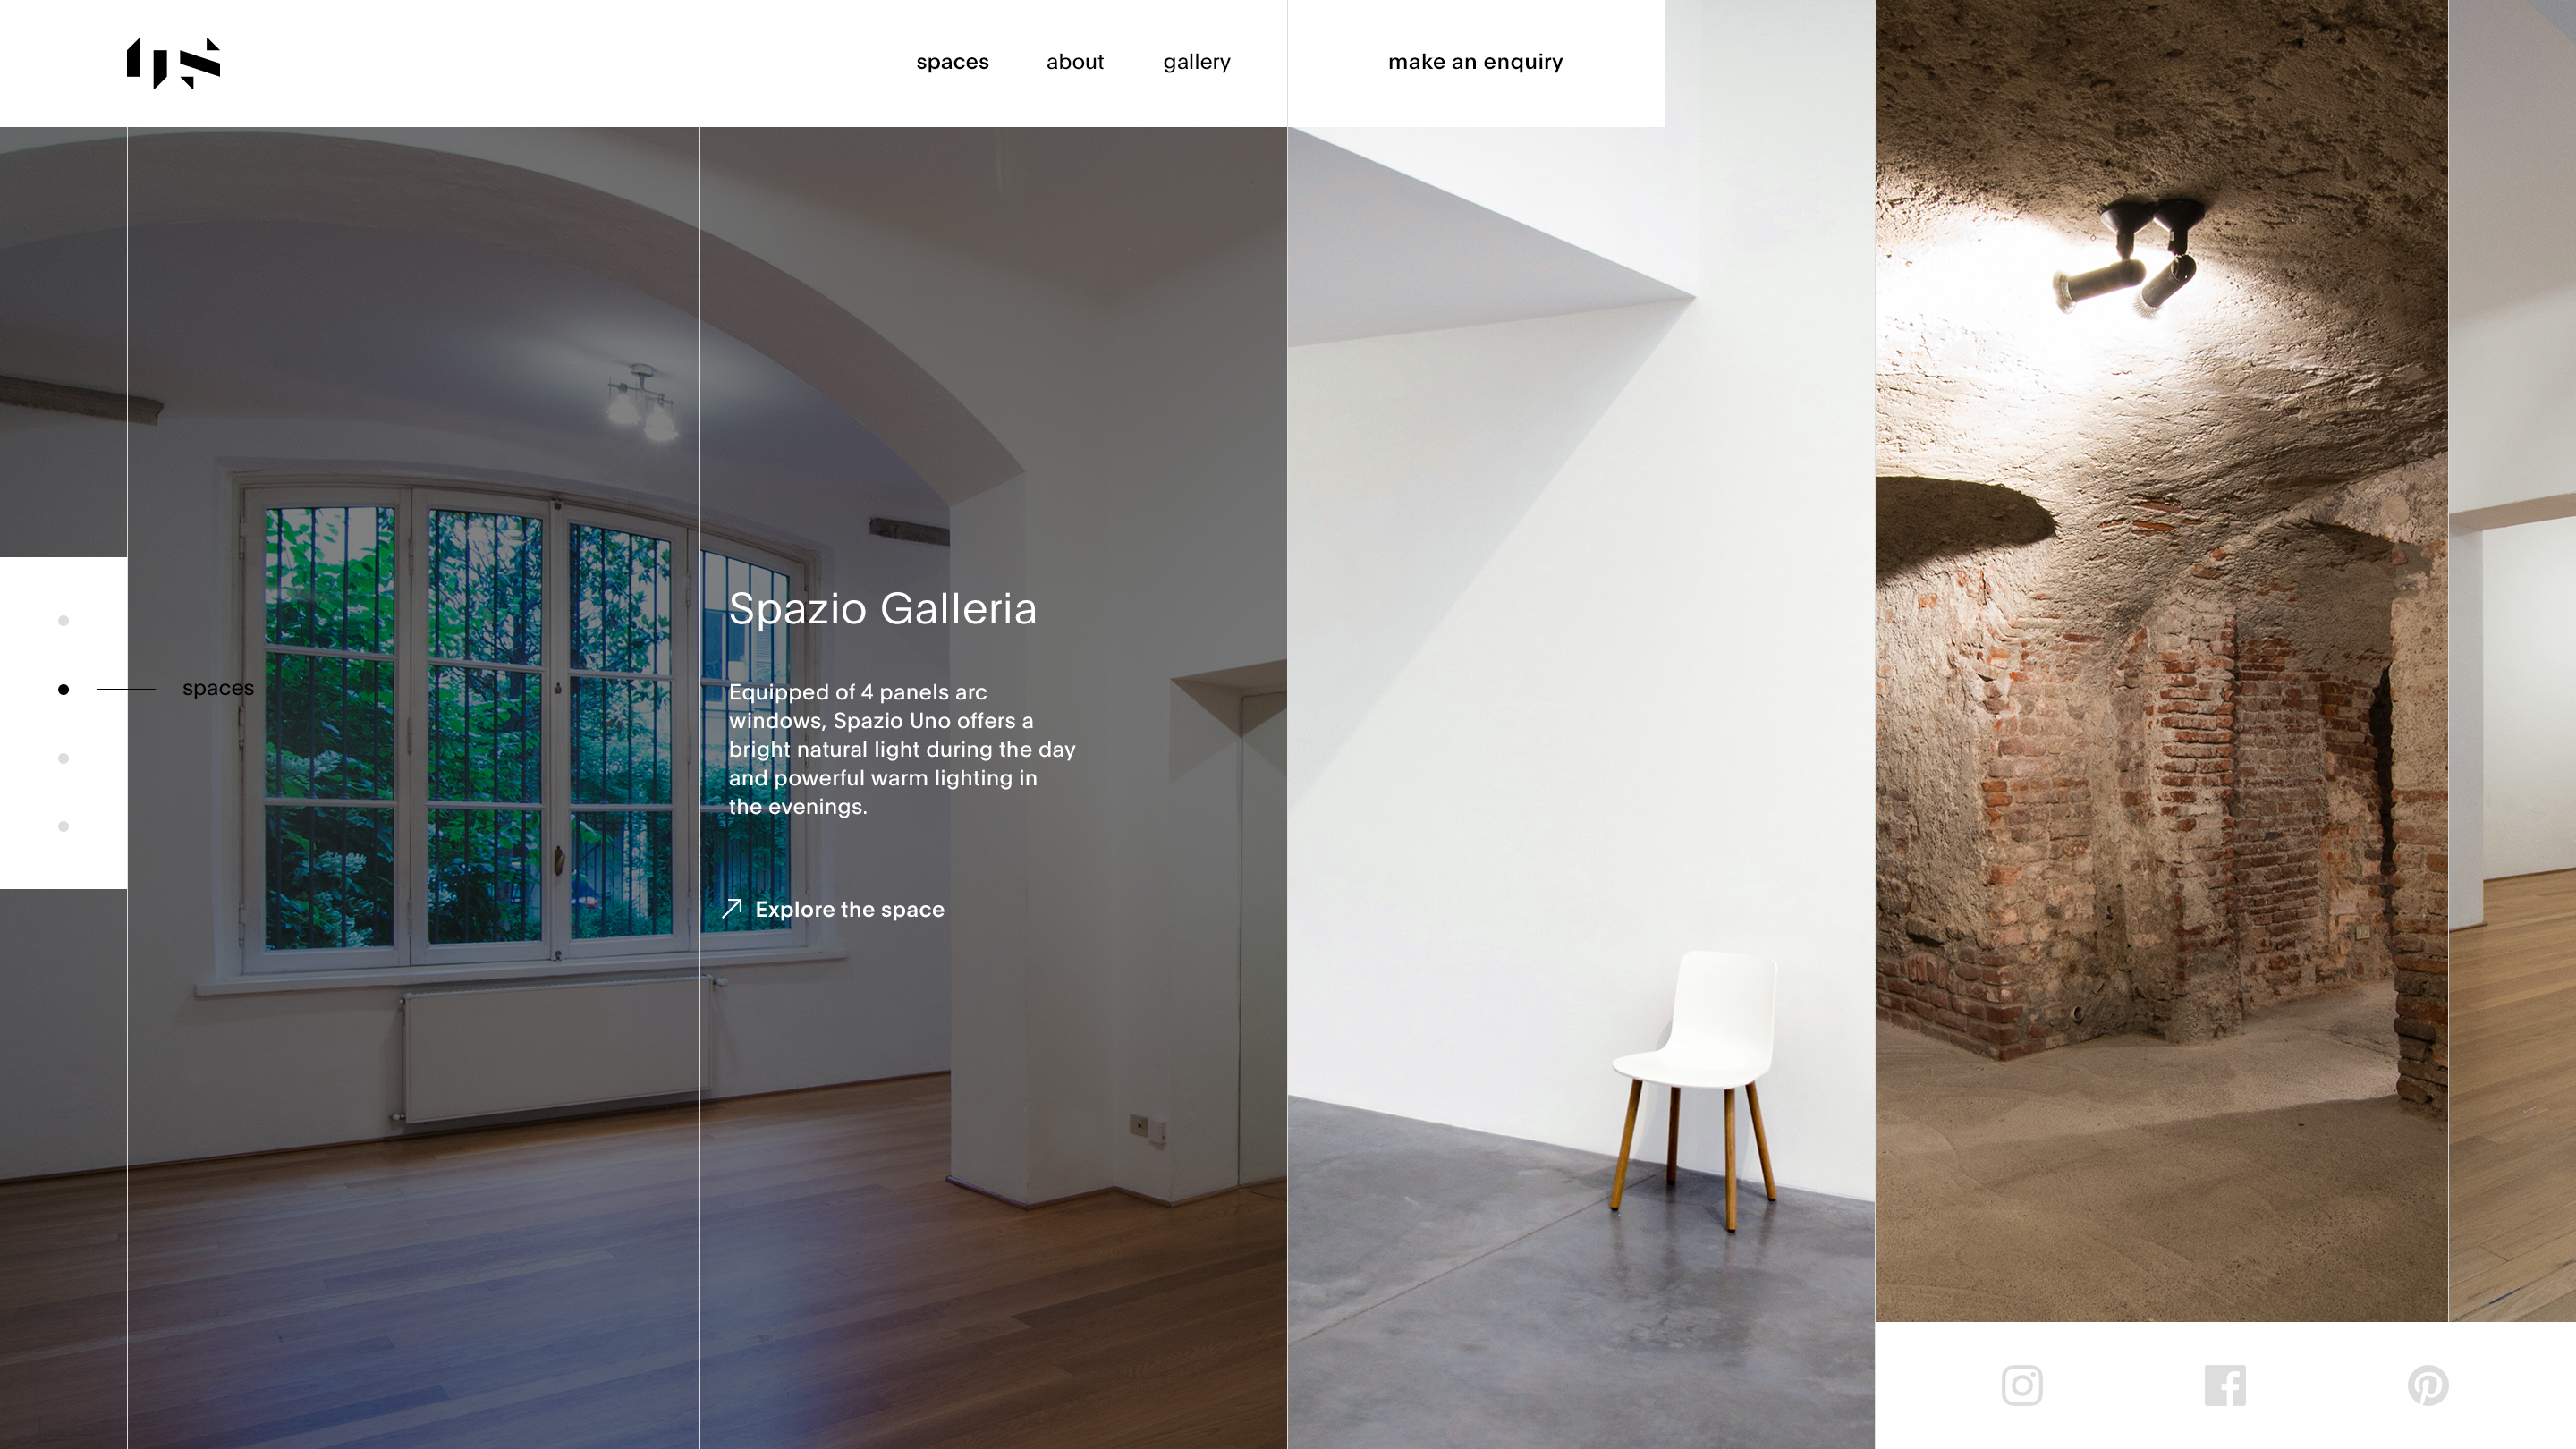 spaces about gallery make an enquiry
Spazio Galleria
spaces
Equipped of 4 panels arc
windows, Spazio Uno offers a
bright natural light during the day
and powerful warm lighting in
the evenings.
Explore the space